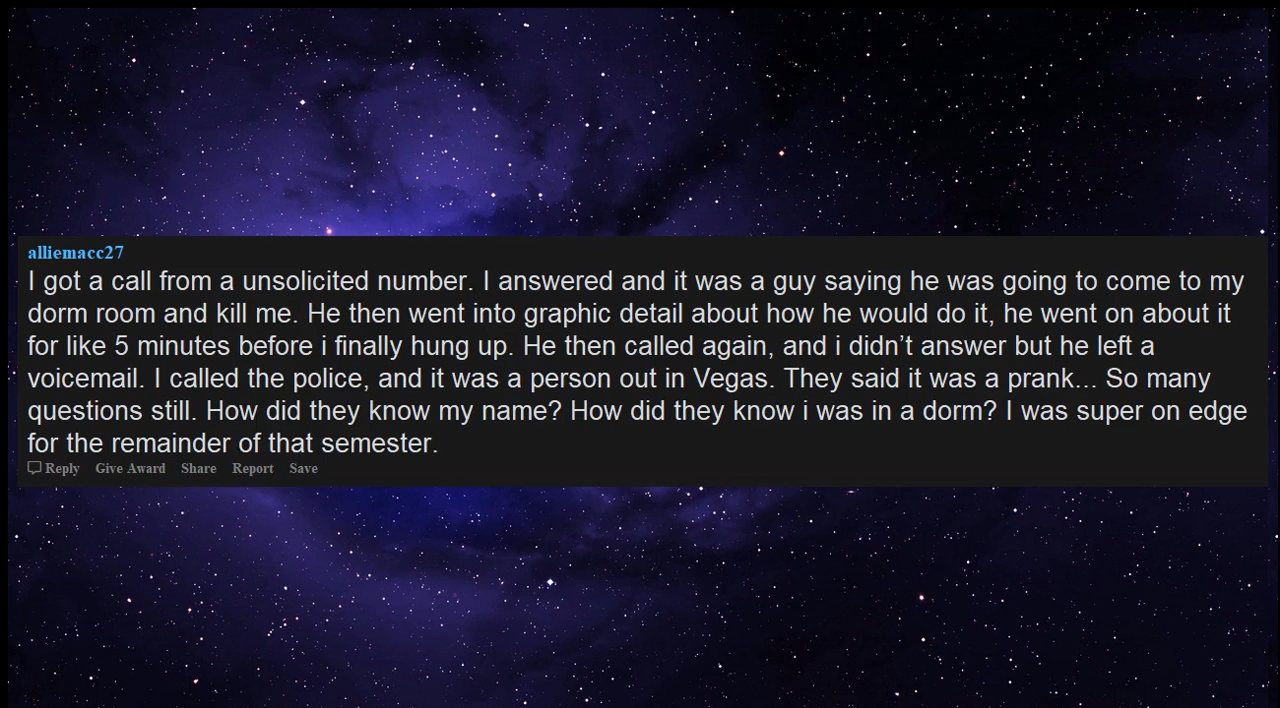 alliemacc27
I got a call from a unsolicited number. I answered and it was a guy saying he was going to come to my
dorm room and kill me. He then went into graphic detail about how he would do it, he went on about it
for like 5 minutes before i finally hung up. He then called again, and i didn’t answer but he left a
voicemail. I called the police, and it was a person out in Vegas. They said it was a prank... So many
questions still. How did they know my name? How did they know i was in a dorm? I was super on edge
for the remainder of that semester.
Reply Give Award Share Report Save